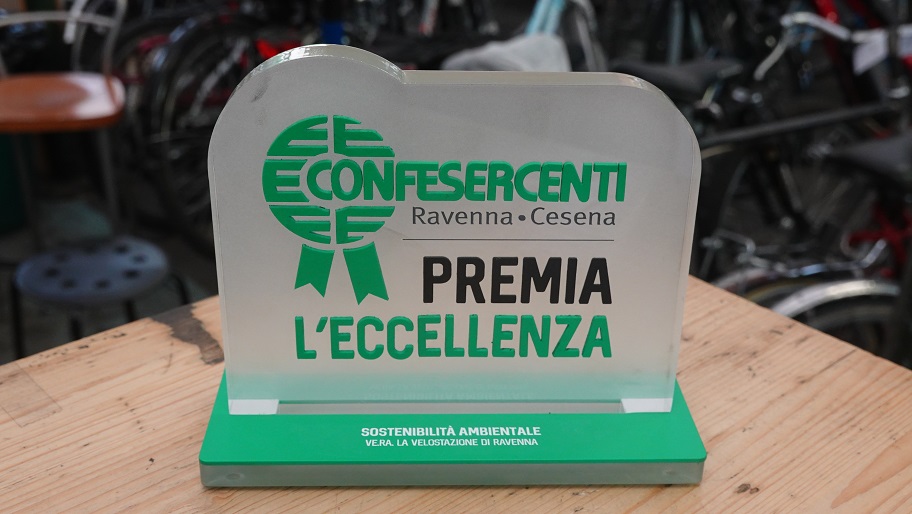 CONFESERCENTI
Ravenna • Cesena
PREMIA
L'ECCELLENZA
SOSTENIBILITÀ AMBIENTALE
VE.RA. LA VELOSTAZIONE DI RAVENNA